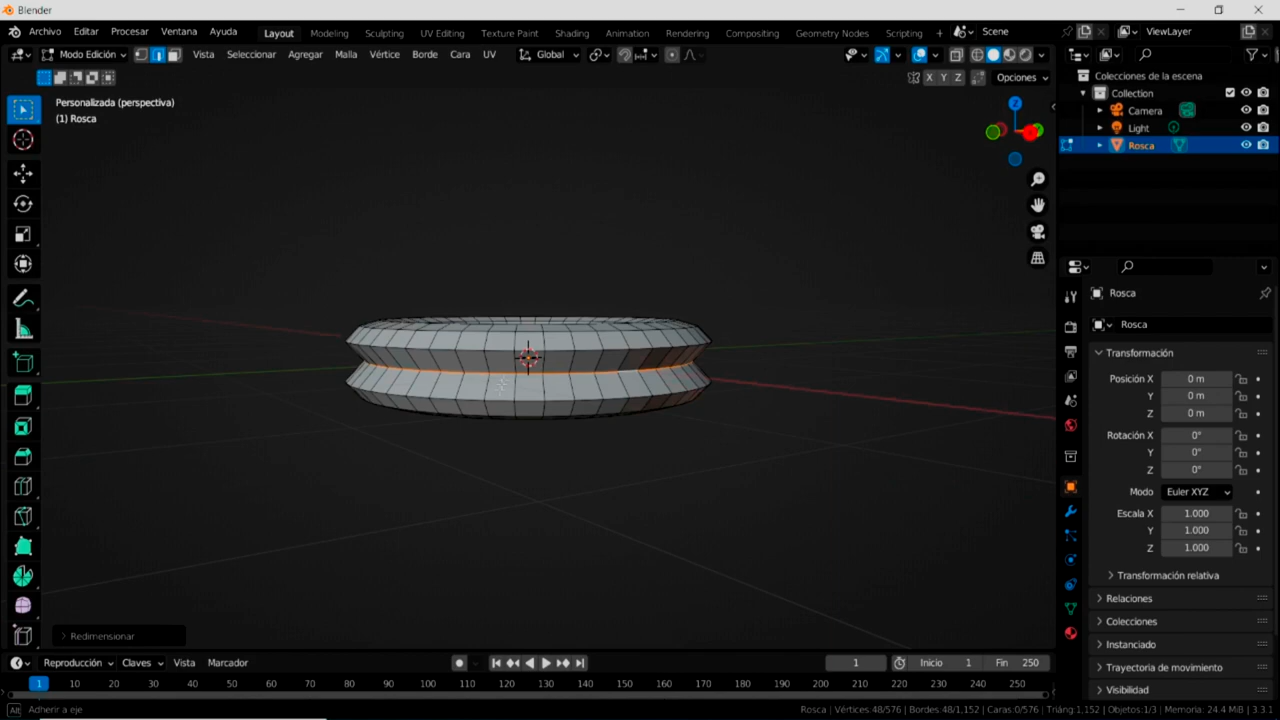 Blender
Archivo Editar Procesar Ventana Ayuda Layout Modeling Sculpting UV Editing Texture Paint Shading Animation Rendering Compositing Geometry Nodes Scripting + Scene ViewLayer
Modo Edición Vista Seleccionar Agregar Malla Vértice Borde Cara UV Global
X Y Z Opciones
Colecciones de la escena
Collection
Camera
Light
Rosca
Personalizada (perspectiva)
(1) Rosca
Z
Rosca
Rosca
Transformación
Posición X 0 m
Y 0 m
Z 0 m
Rotación X 0°
Y 0°
Z 0°
Modo Euler XYZ
Escala X 1.000
Y 1.000
Z 1.000
Transformación relativa
Relaciones
Colecciones
Instanciado
Trayectoria de movimiento
Visibilidad
Redimensionar
Reproducción Claves Vista Marcador 1 Inicio 1 Fin 250
1 10 20 30 40 50 60 70 80 90 100 110 120 130 140 150 160 170 180 190 200 210 220 230 240 250
Alt Adherir a eje Rosca | Vértices:48/576 | Bordes:48/1,152 | Caras:0/576 | Triáng:1,152 | Objetos:1/3 | Memoria: 24.4 MiB | 3.3.1